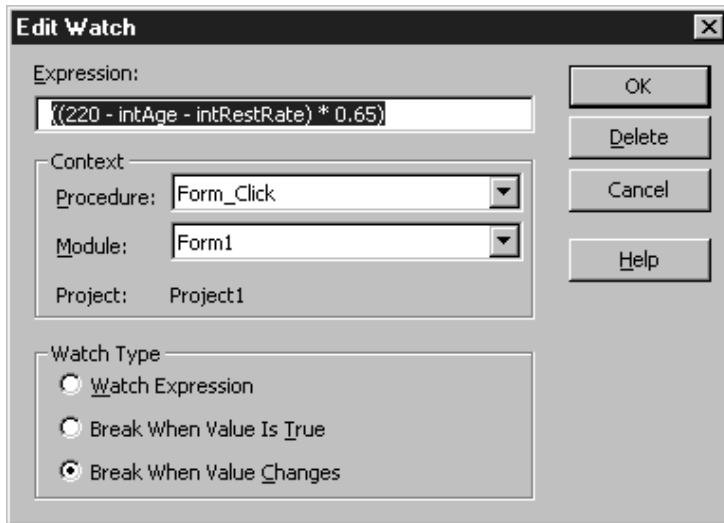 Edit Watch
Expression:
((220 - intAge - intRestRate) * 0.65)
OK
Delete
Cancel
Help
Context
Procedure: Form_Click
Module: Form1
Project: Project1
Watch Type
Watch Expression
Break When Value Is True
Break When Value Changes